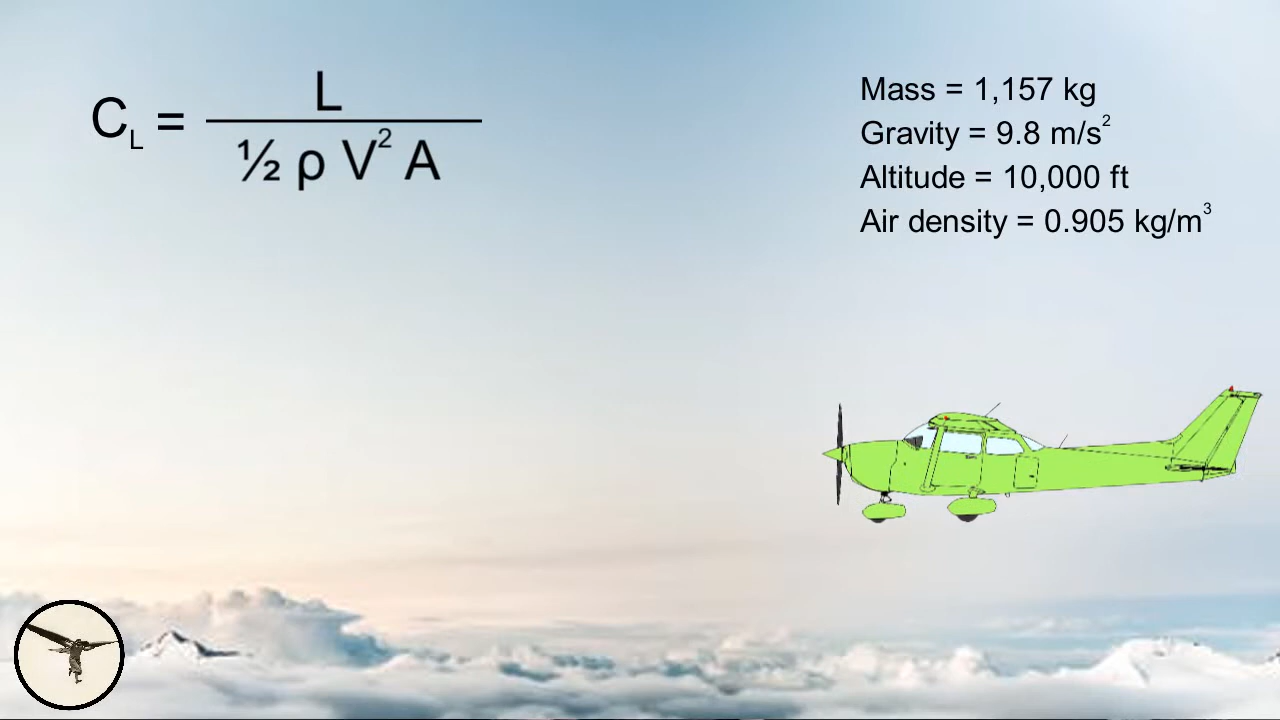 C_L = L / ½ ρ V² A
Mass = 1,157 kg
Gravity = 9.8 m/s²
Altitude = 10,000 ft
Air density = 0.905 kg/m³